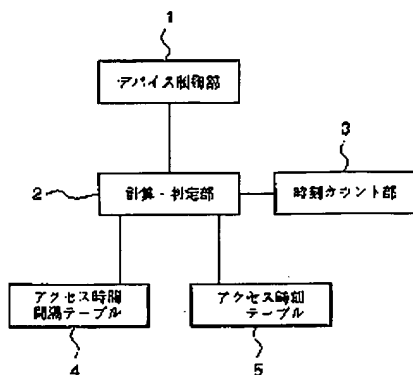 1
デバイス制御部
3
2
計算・判定部
時刻カウント部
アクセス時間
間隔テーブル
アクセス時刻
テーブル
4
5